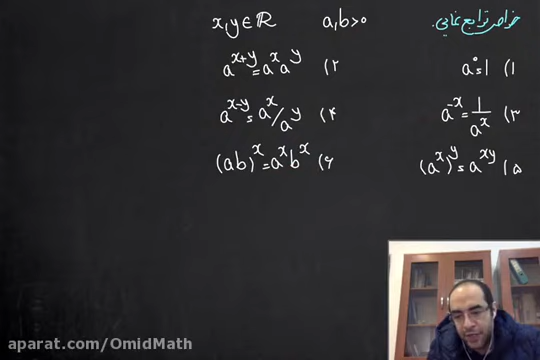 خواص توابع نمایی. a,b>0 x,y∈ℝ
۱) a⁰=1 ۲) a^{x+y}=a^x a^y
۳) a^{-x}=1/a^x ۴) a^{x-y}=a^x/a^y
۵) (a^x)^y=a^{xy} ۶) (ab)^x=a^x b^x
aparat.com/OmidMath